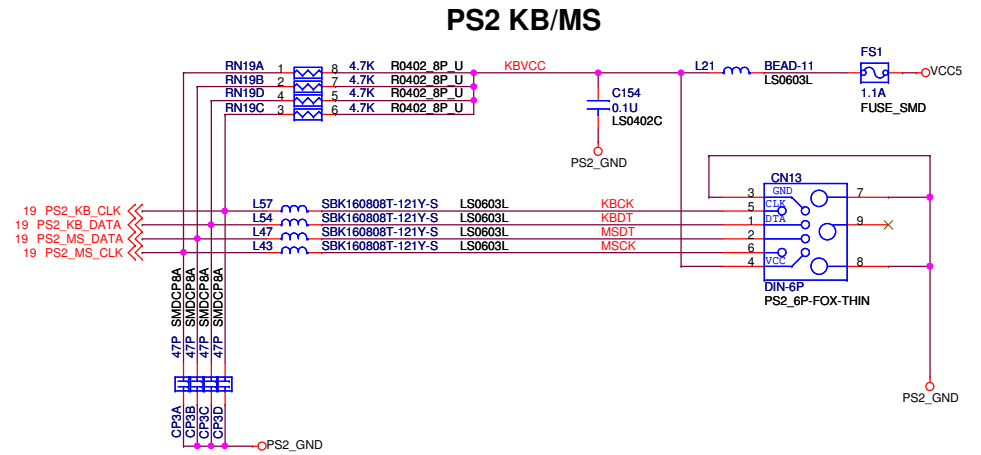 PS2 KB/MS
FS1
RN19A 1 8 4.7K R0402_8P_U KBVCC L21 BEAD-11 VCC5
RN19B 2 7 4.7K R0402_8P_U LS0603L
RN19D 4 5 4.7K R0402_8P_U C154 1.1A
RN19C 3 6 4.7K R0402_8P_U 0.1U FUSE_SMD
LS0402C
PS2_GND
CN13
3 GND 7
19 PS2_KB_CLK L57 SBK160808T-121Y-S LS0603L KBCK 5 CLK
19 PS2_KB_DATA L54 SBK160808T-121Y-S LS0603L KBDT 1 DTA 9
19 PS2_MS_DATA L47 SBK160808T-121Y-S LS0603L MSDT 2
19 PS2_MS_CLK L43 SBK160808T-121Y-S LS0603L MSCK 6
4 VCC 8
DIN-6P
PS2_6P-FOX-THIN
CP3A 47P SMDCP8A
CP3B 47P SMDCP8A
CP3C 47P SMDCP8A
CP3D 47P SMDCP8A
PS2_GND
PS2_GND